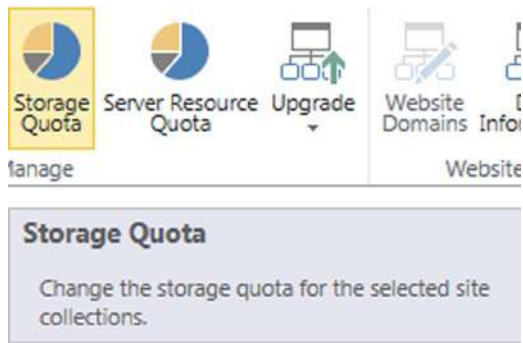 Storage Server Resource Upgrade Website
Quota Quota Domains
Website
Storage Quota
Change the storage quota for the selected site
collections.